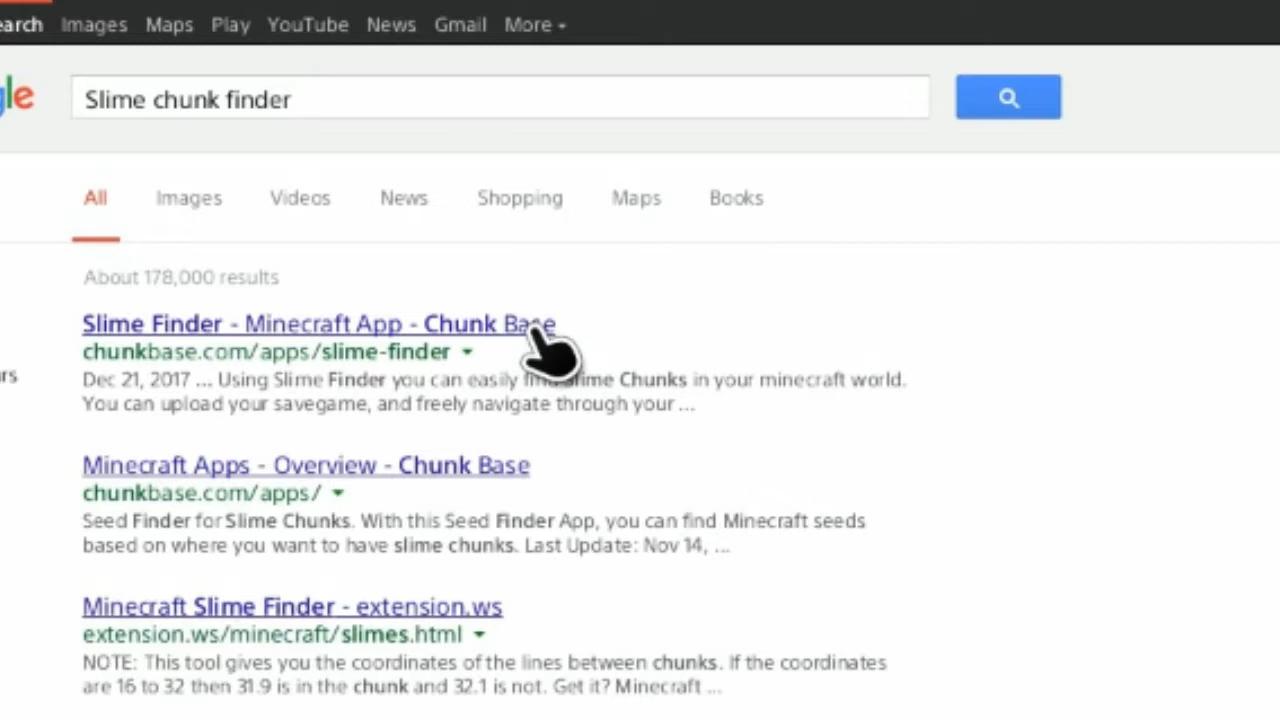 earch Images Maps Play YouTube News Gmail More
gle
Slime chunk finder
All Images Videos News Shopping Maps Books
About 178,000 results
Slime Finder - Minecraft App - Chunk Base
chunkbase.com/apps/slime-finder
Dec 21, 2017 ... Using Slime Finder you can easily find Slime Chunks in your minecraft world.
You can upload your savegame, and freely navigate through your ...
Minecraft Apps - Overview - Chunk Base
chunkbase.com/apps/
Seed Finder for Slime Chunks. With this Seed Finder App, you can find Minecraft seeds
based on where you want to have slime chunks. Last Update: Nov 14, ...
Minecraft Slime Finder - extension.ws
extension.ws/minecraft/slimes.html
NOTE: This tool gives you the coordinates of the lines between chunks. If the coordinates
are 16 to 32 then 31.9 is in the chunk and 32.1 is not. Get it? Minecraft ...